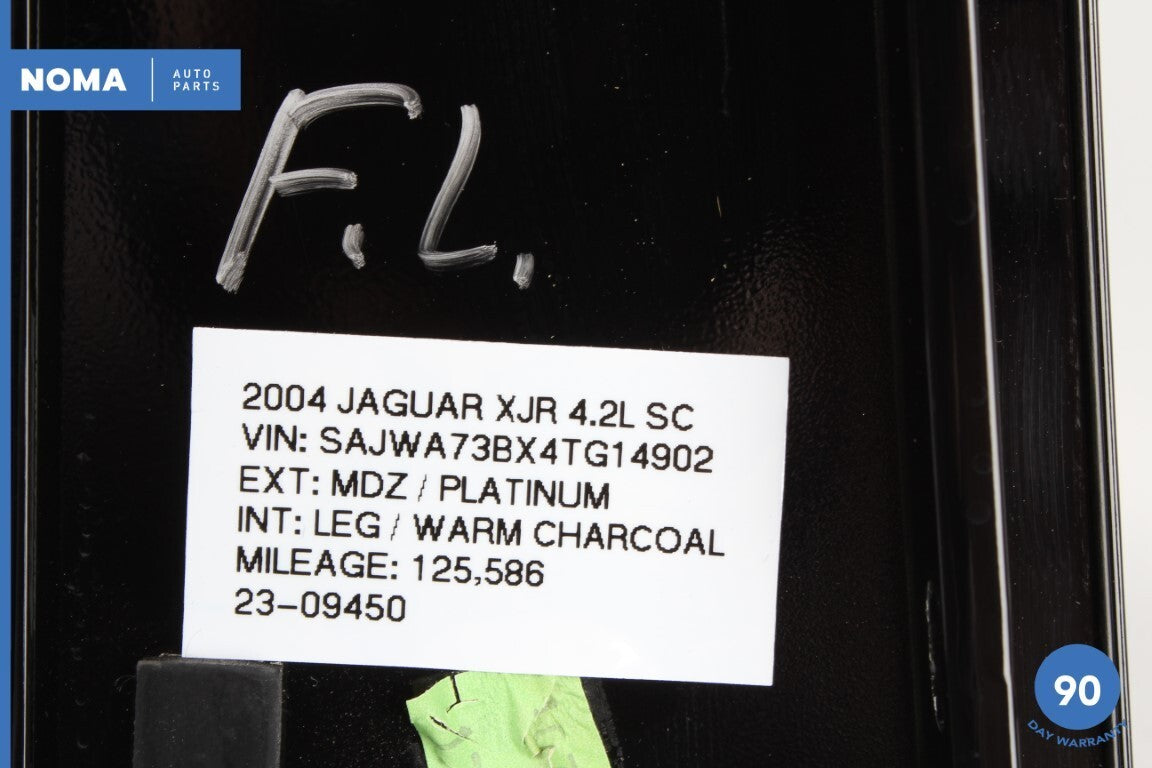 NOMA
AUTO
PARTS
F.L.
2004 JAGUAR XJR 4.2L SC
VIN: SAJWA73BX4TG14902
EXT: MDZ / PLATINUM
INT: LEG / WARM CHARCOAL
MILEAGE: 125,586
23-09450
90
DAY WARRANTY